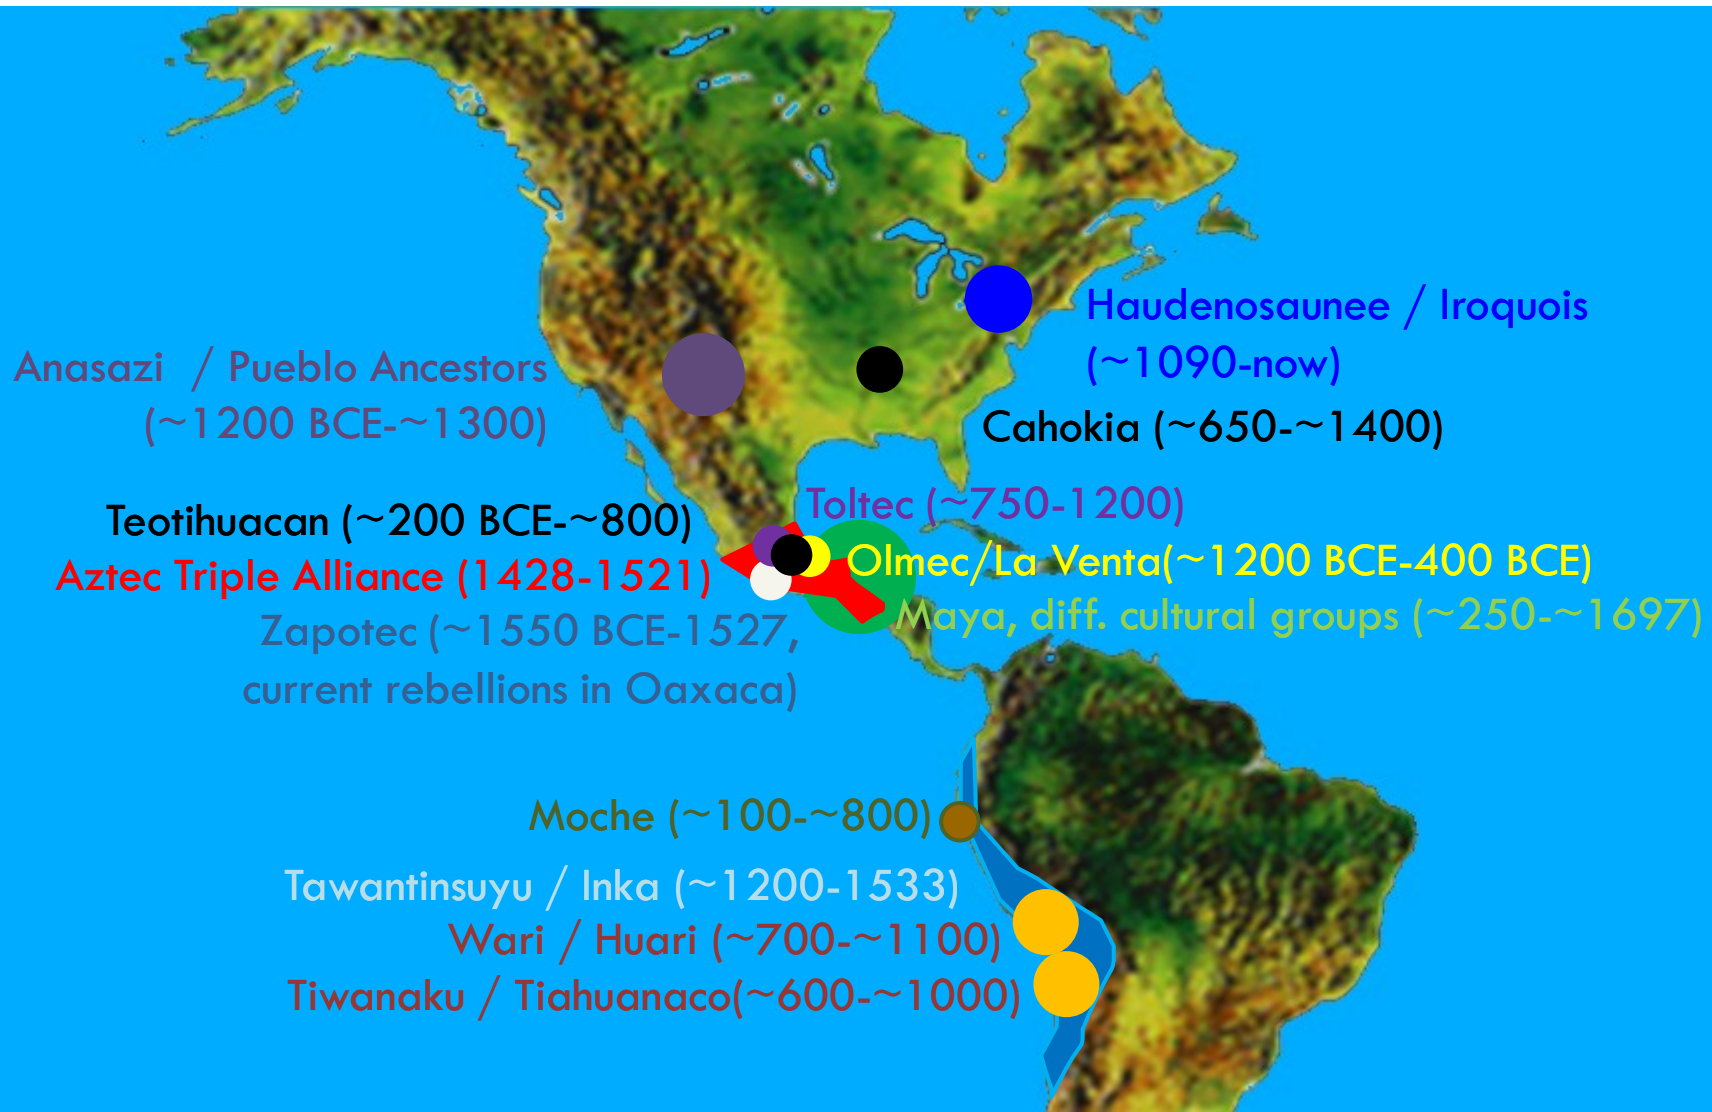 Haudenosaunee / Iroquois
(~1090-now)
Anasazi / Pueblo Ancestors
(~1200 BCE-~1300)
Cahokia (~650-~1400)
Toltec (~750-1200)
Teotihuacan (~200 BCE-~800)
Olmec/La Venta(~1200 BCE-400 BCE)
Aztec Triple Alliance (1428-1521)
Maya, diff. cultural groups (~250-~1697)
Zapotec (~1550 BCE-1527,
current rebellions in Oaxaca)
Moche (~100-~800)
Tawantinsuyu / Inka (~1200-1533)
Wari / Huari (~700-~1100)
Tiwanaku / Tiahuanaco(~600-~1000)